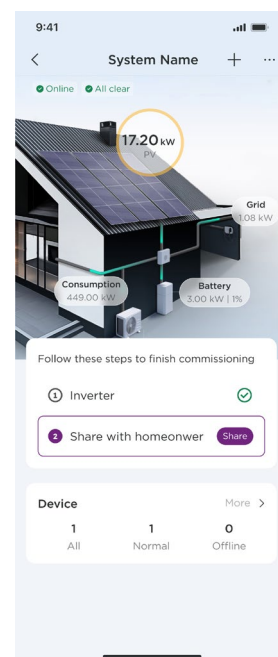 9:41
System Name
Online All clear
17.20 kW
PV
Grid
1.08 kW
Consumption
449.00 kW
Battery
3.00 kW | 1%
Follow these steps to finish commissioning
1 Inverter
2 Share with homeonwer Share
Device More
1 1 0
All Normal Offline